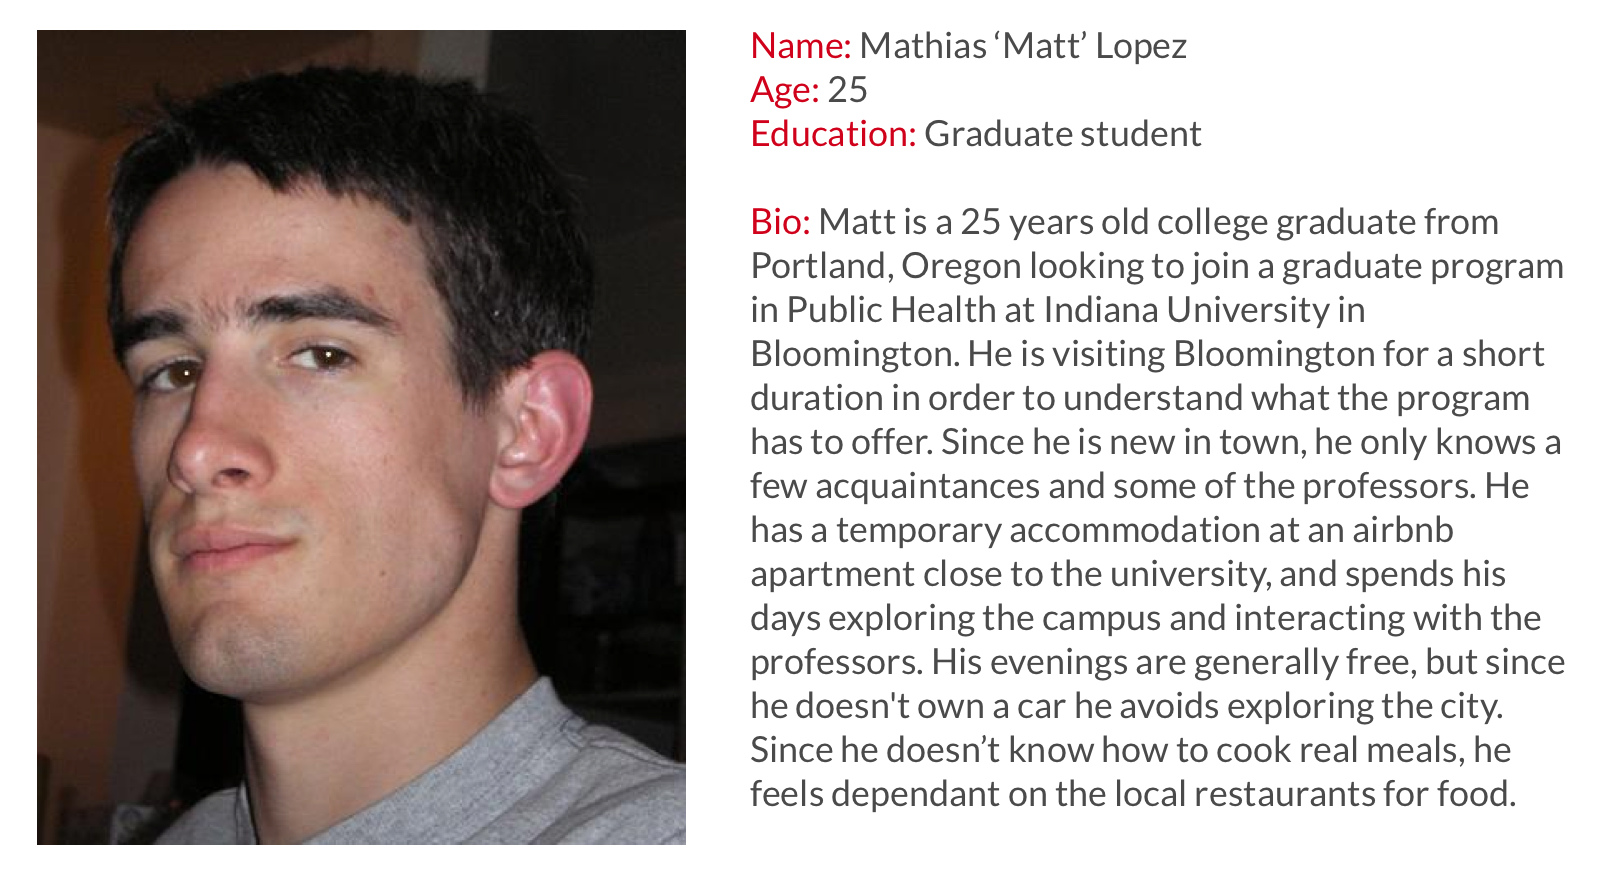 Name: Mathias ‘Matt’ Lopez
Age: 25
Education: Graduate student
Bio: Matt is a 25 years old college graduate from
Portland, Oregon looking to join a graduate program
in Public Health at Indiana University in
Bloomington. He is visiting Bloomington for a short
duration in order to understand what the program
has to offer. Since he is new in town, he only knows a
few acquaintances and some of the professors. He
has a temporary accommodation at an airbnb
apartment close to the university, and spends his
days exploring the campus and interacting with the
professors. His evenings are generally free, but since
he doesn't own a car he avoids exploring the city.
Since he doesn’t know how to cook real meals, he
feels dependant on the local restaurants for food.